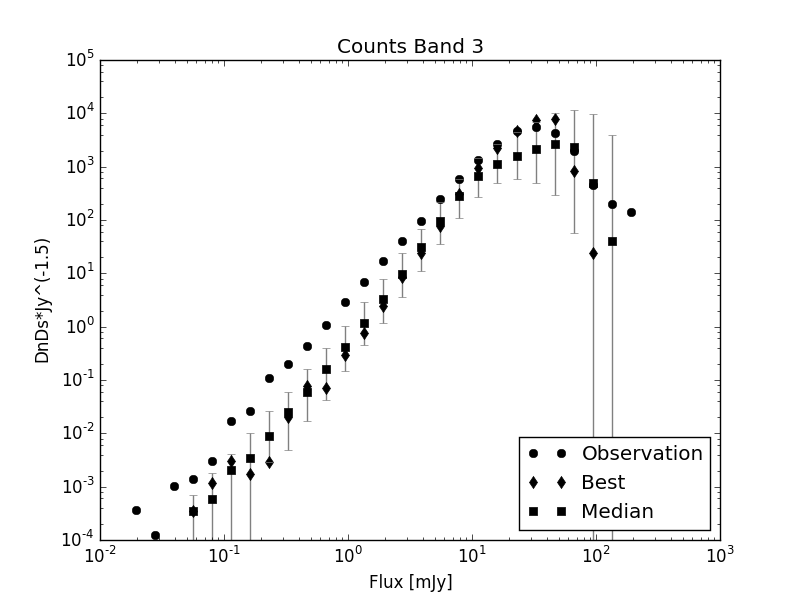 Counts Band 3
10^5
10^4
10^3
10^2
10^1
10^0
10^-1
10^-2
10^-3
10^-4
DnDs*Jy^(-1.5)
Observation
Best
Median
10^-2 10^-1 10^0 10^1 10^2 10^3
Flux [mJy]